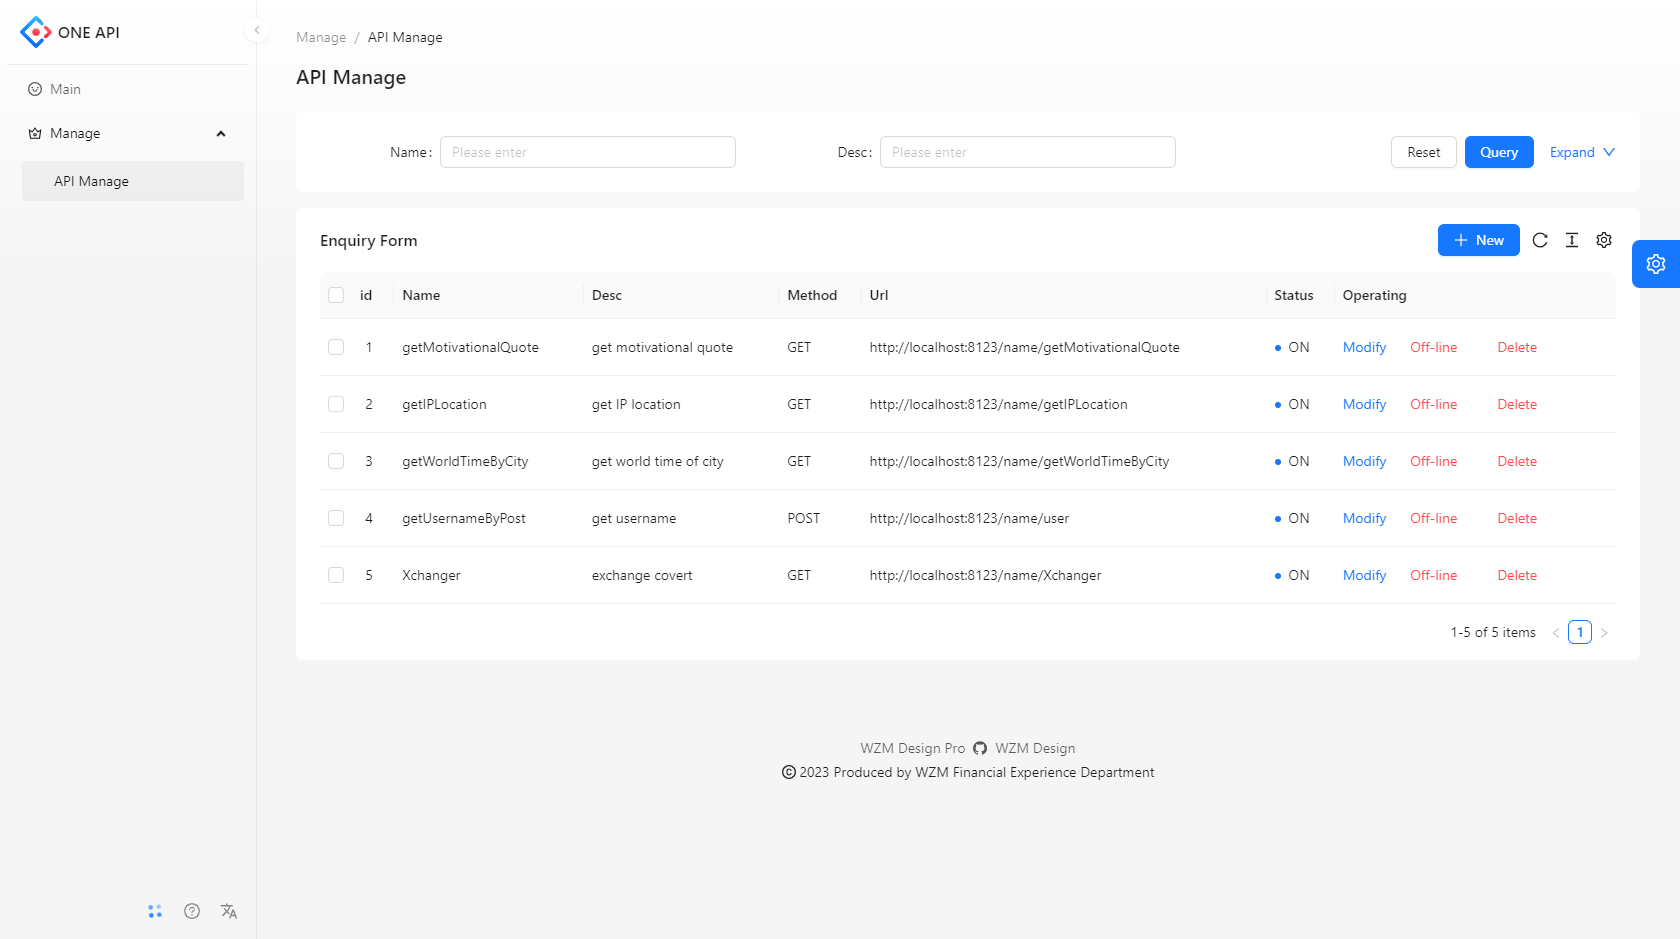 ONE API
Main
Manage
API Manage
Manage / API Manage
API Manage
Name: Please enter Desc: Please enter Reset Query Expand
Enquiry Form New
id Name Desc Method Url Status Operating
1 getMotivationalQuote get motivational quote GET http://localhost:8123/name/getMotivationalQuote ON Modify Off-line Delete
2 getIPLocation get IP location GET http://localhost:8123/name/getIPLocation ON Modify Off-line Delete
3 getWorldTimeByCity get world time of city GET http://localhost:8123/name/getWorldTimeByCity ON Modify Off-line Delete
4 getUsernameByPost get username POST http://localhost:8123/name/user ON Modify Off-line Delete
5 Xchanger exchange covert GET http://localhost:8123/name/Xchanger ON Modify Off-line Delete
1-5 of 5 items < 1 >
WZM Design Pro WZM Design
© 2023 Produced by WZM Financial Experience Department